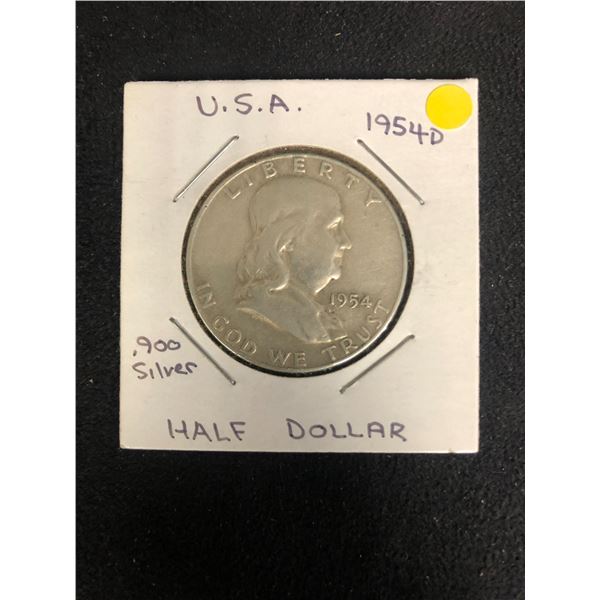 U.S.A.
1954D
LIBERTY
1954
IN GOD WE TRUST
.900
Silver
HALF DOLLAR